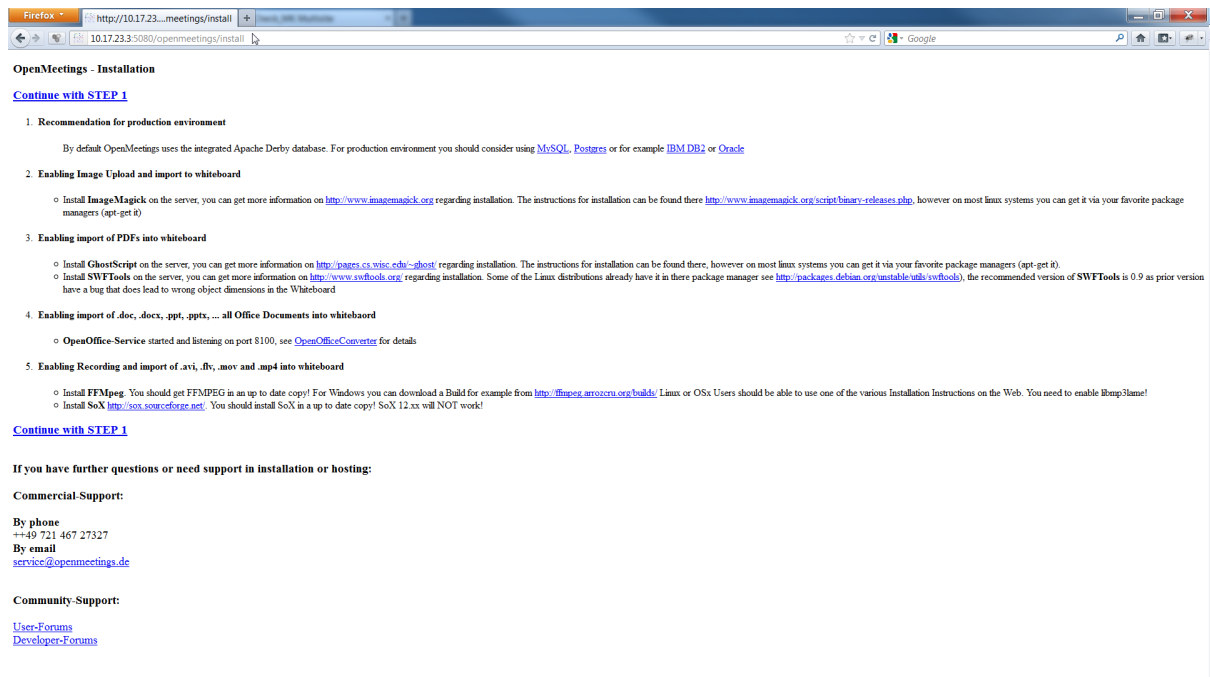 Firefox
http://10.17.23....meetings/install
10.17.23.3:5080/openmeetings/install
Google
OpenMeetings - Installation
Continue with STEP 1
1. Recommendation for production environment
By default OpenMeetings uses the integrated Apache Derby database. For production environment you should consider using MySQL, Postgres or for example IBM DB2 or Oracle
2. Enabling Image Upload and import to whiteboard
Install ImageMagick on the server, you can get more information on http://www.imagemagick.org regarding installation. The instructions for installation can be found there http://www.imagemagick.org/script/binary-releases.php, however on most linux systems you can get it via your favorite package
managers (apt-get it)
3. Enabling import of PDFs into whiteboard
Install GhostScript on the server, you can get more information on http://pages.cs.wisc.edu/~ghost/ regarding installation. The instructions for installation can be found there, however on most linux systems you can get it via your favorite package managers (apt-get it).
Install SWFTools on the server, you can get more information on http://www.swftools.org/ regarding installation. Some of the Linux distributions already have it in there package manager see http://packages.debian.org/unstable/utils/swftools), the recommended version of SWFTools is 0.9 as prior version
have a bug that does lead to wrong object dimensions in the Whiteboard
4. Enabling import of .doc, .docx, .ppt, .pptx, ... all Office Documents into whitebaord
OpenOffice-Service started and listening on port 8100, see OpenOfficeConverter for details
5. Enabling Recording and import of .avi, .flv, .mov and .mp4 into whiteboard
Install FFMpeg. You should get FFMPEG in an up to date copy! For Windows you can download a Build for example from http://ffmpeg.arrozcru.org/builds/ Linux or OSx Users should be able to use one of the various Installation Instructions on the Web. You need to enable libmp3lame!
Install SoX http://sox.sourceforge.net/. You should install SoX in a up to date copy! SoX 12.xx will NOT work!
Continue with STEP 1
If you have further questions or need support in installation or hosting:
Commercial-Support:
By phone
++49 721 467 27327
By email
service@openmeetings.de
Community-Support:
User-Forums
Developer-Forums